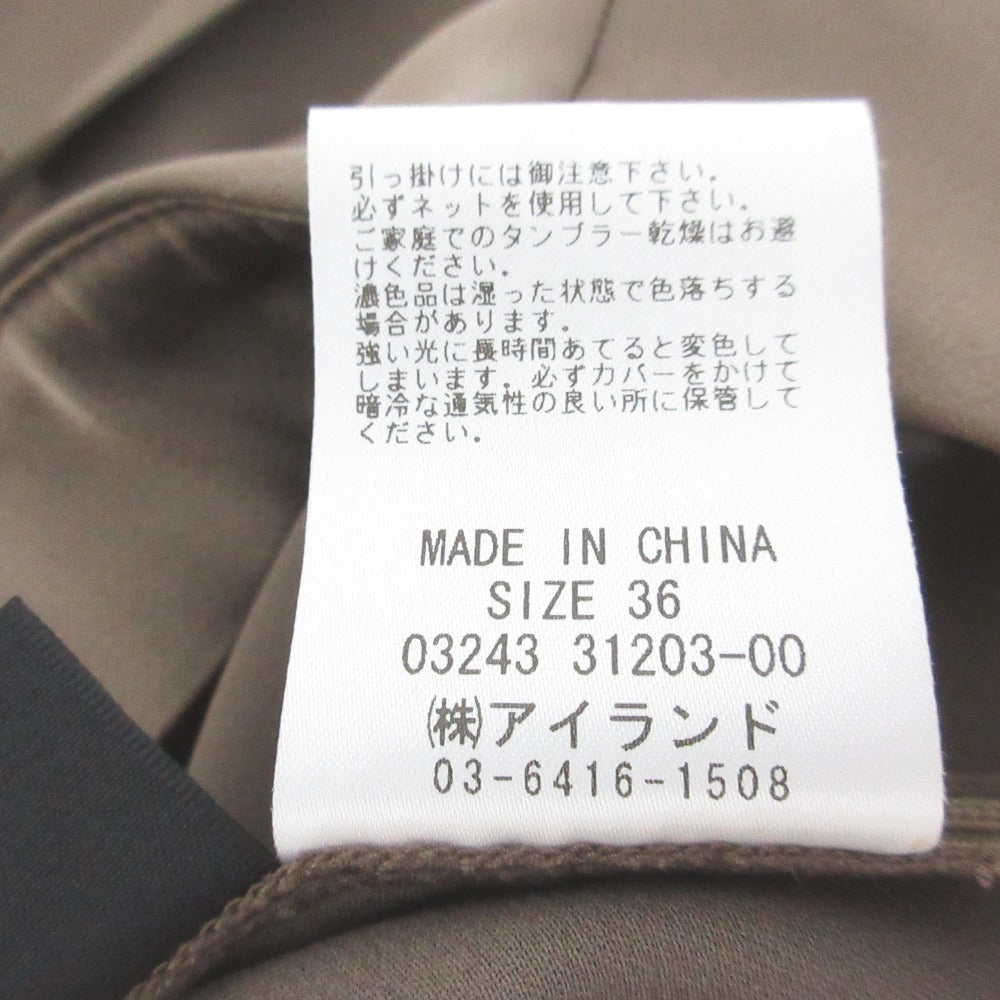 引っ掛けには御注意下さい。
必ずネットを使用して下さい。
ご家庭でのタンブラー乾燥はお避
けください。
濃色品は湿った状態で色落ちする
場合があります。
強い光に長時間あてると変色して
しまいます。必ずカバーをかけて
暗冷な通気性の良い所に保管して
ください。
MADE IN CHINA
SIZE 36
03243 31203-00
㈱アイランド
03-6416-1508